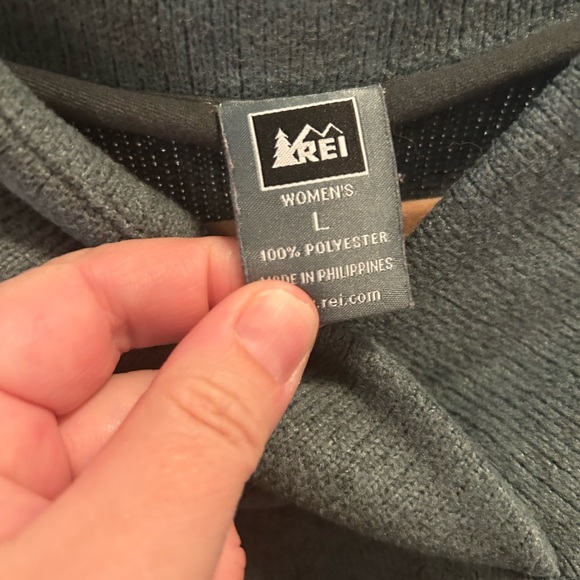 REI
WOMEN'S
L
100% POLYESTER
MADE IN PHILIPPINES
.rei.com